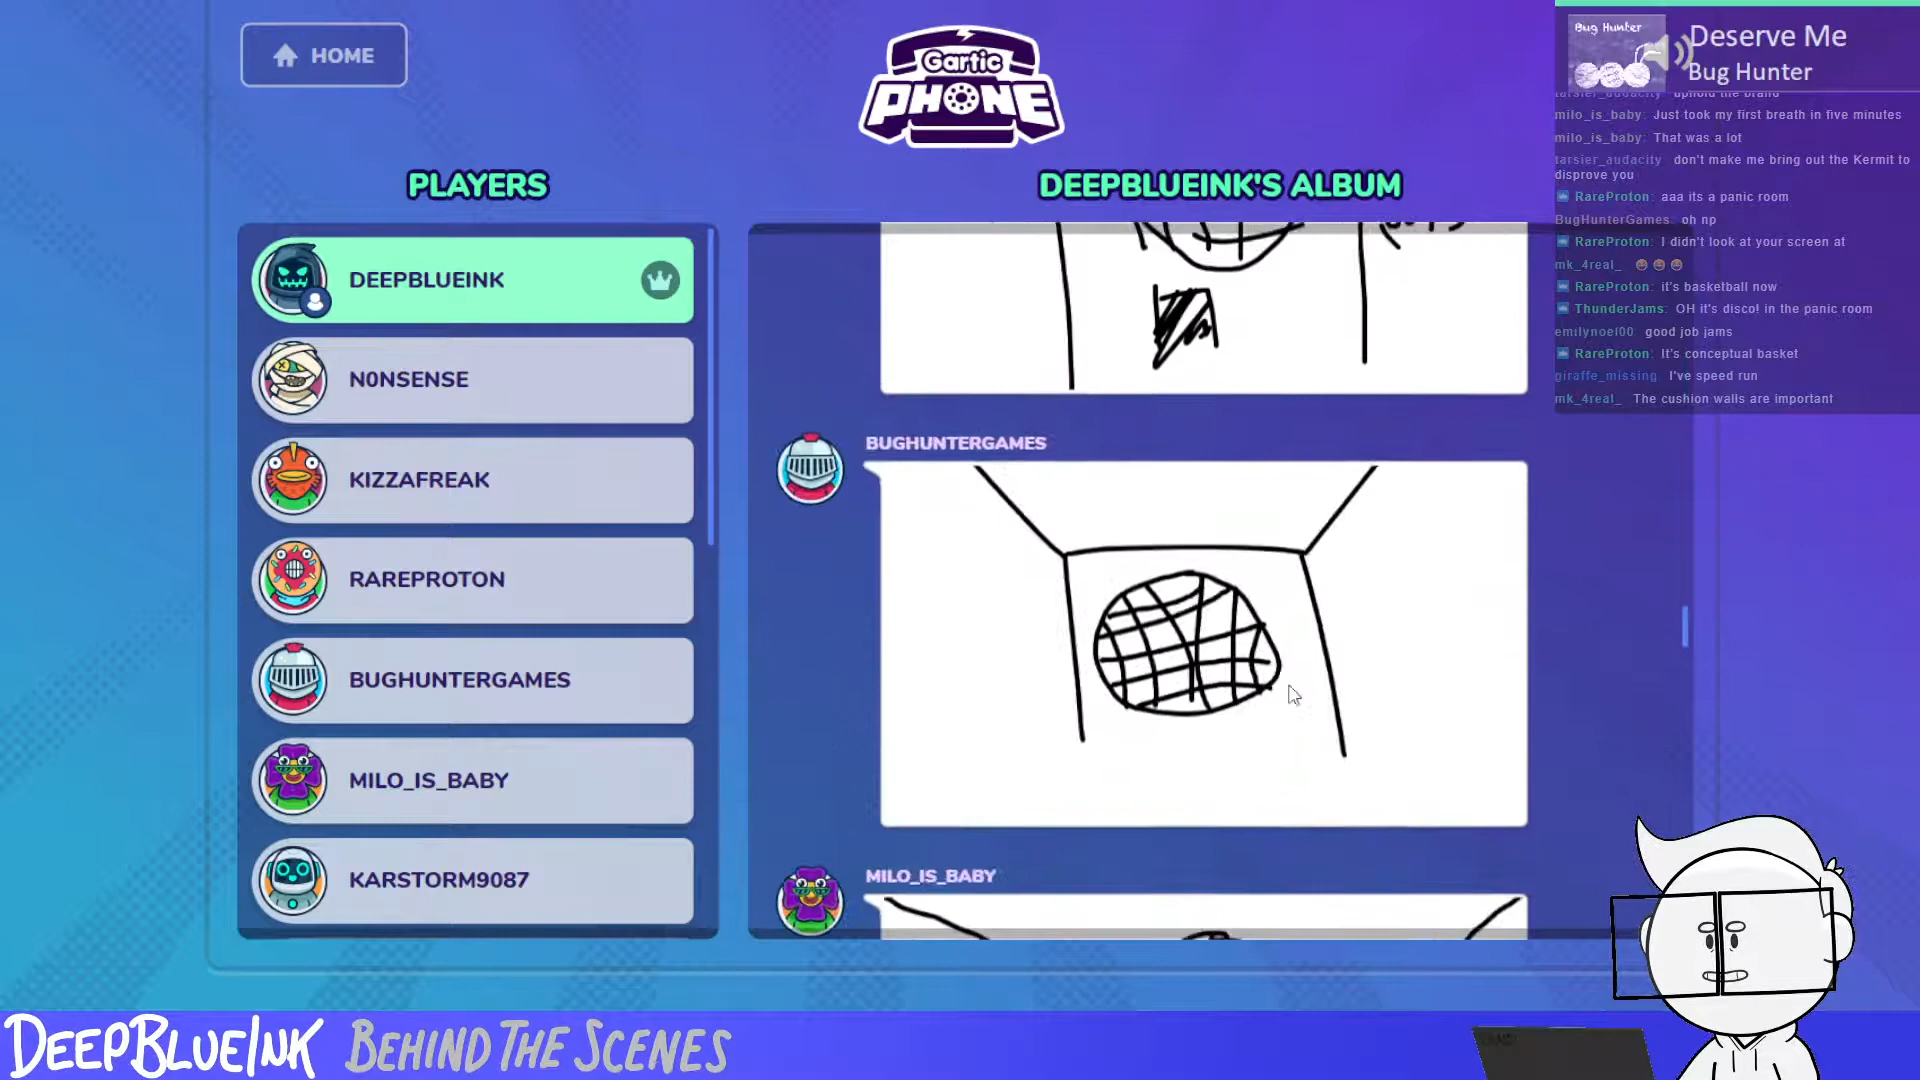 HOME
Gartic
PHONE
PLAYERS
DEEPBLUEINK'S ALBUM
DEEPBLUEINK
N0NSENSE
KIZZAFREAK
RAREPROTON
BUGHUNTERGAMES
MILO_IS_BABY
KARSTORM9087
BUGHUNTERGAMES
MILO_IS_BABY
Bug Hunter
Deserve Me
Bug Hunter
tarsier_audacity: uphold the brand
milo_is_baby: Just took my first breath in five minutes
milo_is_baby: That was a lot
tarsier_audacity: don't make me bring out the Kermit to
disprove you
RareProton: aaa its a panic room
BugHunterGames: oh np
RareProton: I didn't look at your screen at
mk_4real_
RareProton: it's basketball now
ThunderJams: OH it's disco! in the panic room
emilynoel00: good job jams
RareProton: It's conceptual basket
giraffe_missing: I've speed run
mk_4real_ The cushion walls are important
DEEPBLUEINK BEHIND THE SCENES